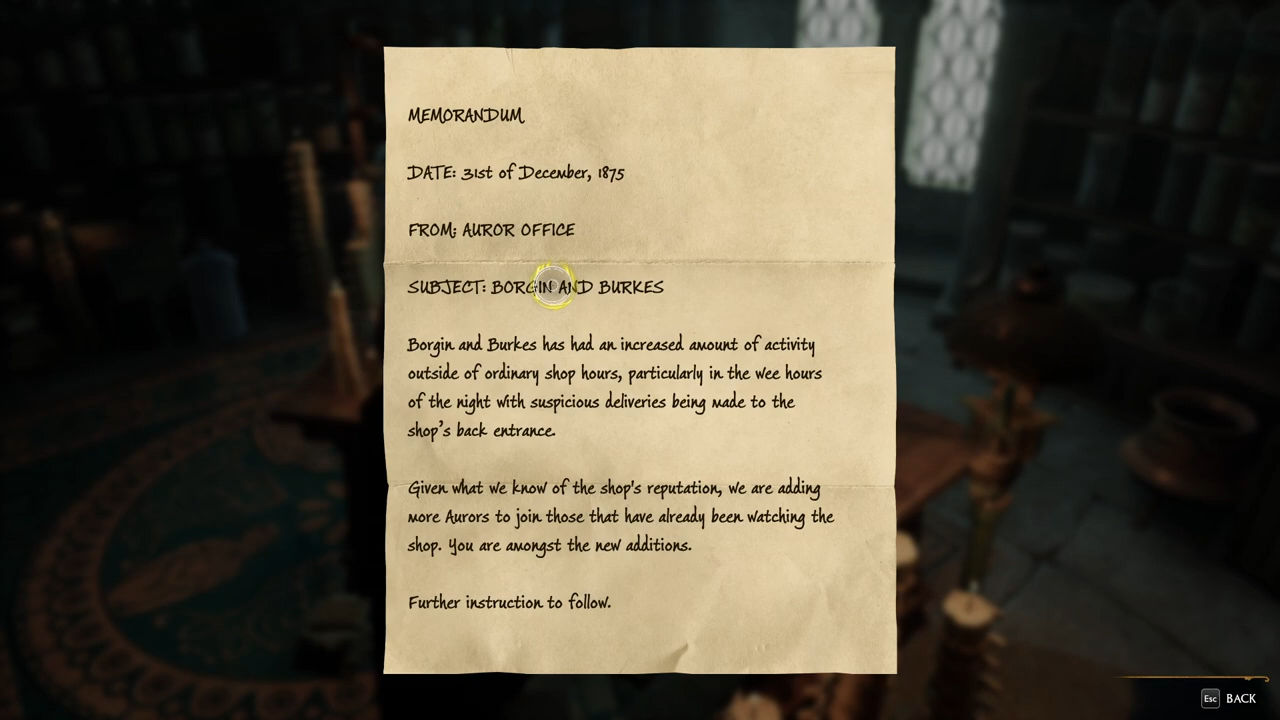 MEMORANDUM
DATE: 31st of December, 1875
FROM: AUROR OFFICE
SUBJECT: BORGIN AND BURKES
Borgin and Burkes has had an increased amount of activity
outside of ordinary shop hours, particularly in the wee hours
of the night with suspicious deliveries being made to the
shop's back entrance.
Given what we know of the shop's reputation, we are adding
more Aurors to join those that have already been watching the
shop. You are amongst the new additions.
Further instruction to follow.
Esc BACK